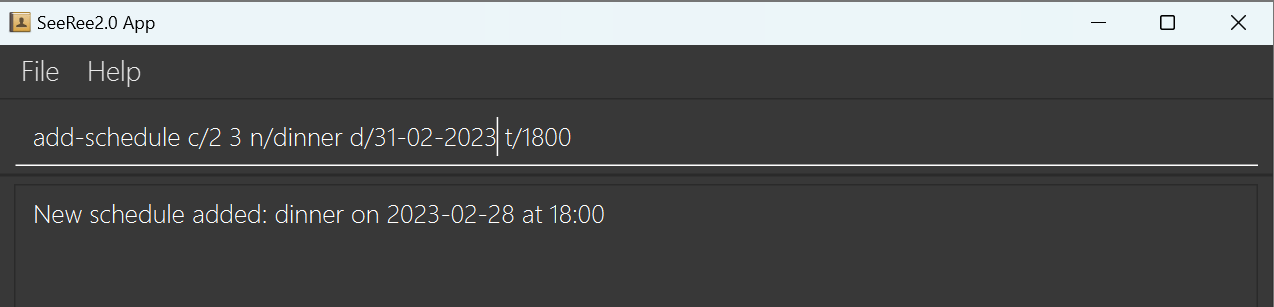 SeeRee2.0 App
File Help
add-schedule c/2 3 n/dinner d/31-02-2023 t/1800
New schedule added: dinner on 2023-02-28 at 18:00